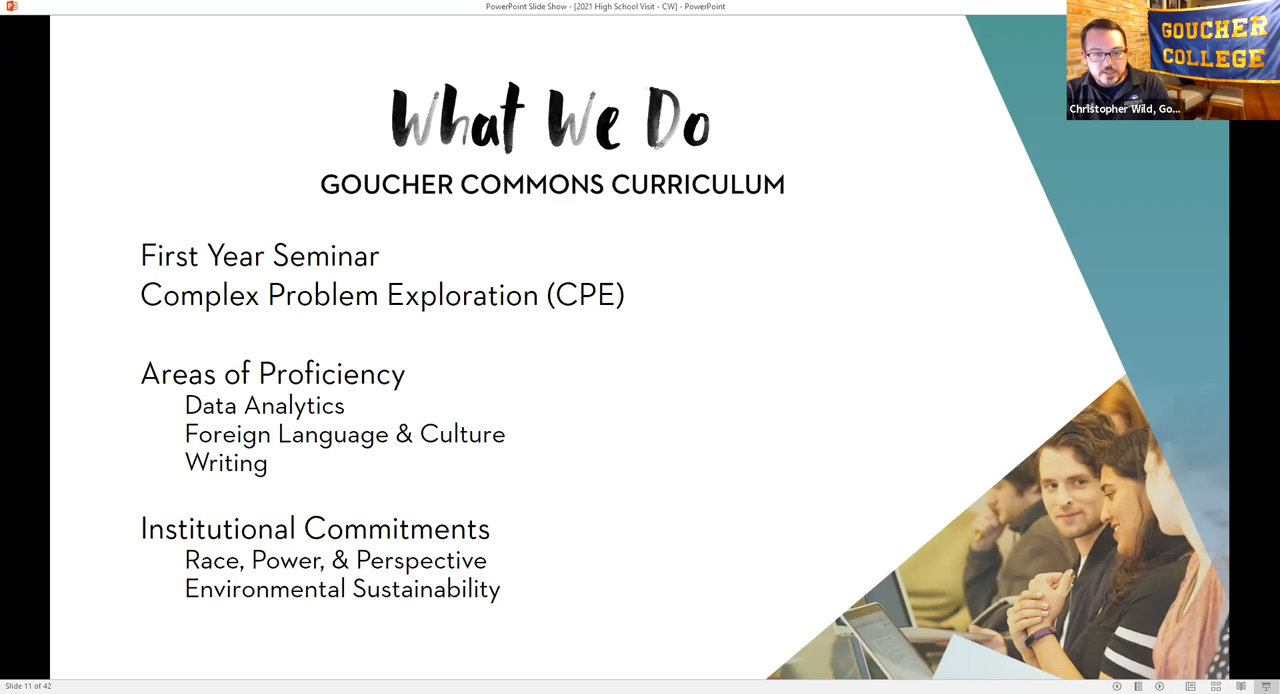 PowerPoint Slide Show - [2021 High School Visit - CW] - PowerPoint
GOUCHER
COLLEGE
Christopher Wild, Go...
What We Do
GOUCHER COMMONS CURRICULUM
First Year Seminar
Complex Problem Exploration (CPE)
Areas of Proficiency
Data Analytics
Foreign Language & Culture
Writing
Institutional Commitments
Race, Power, & Perspective
Environmental Sustainability
Slide 11 of 42